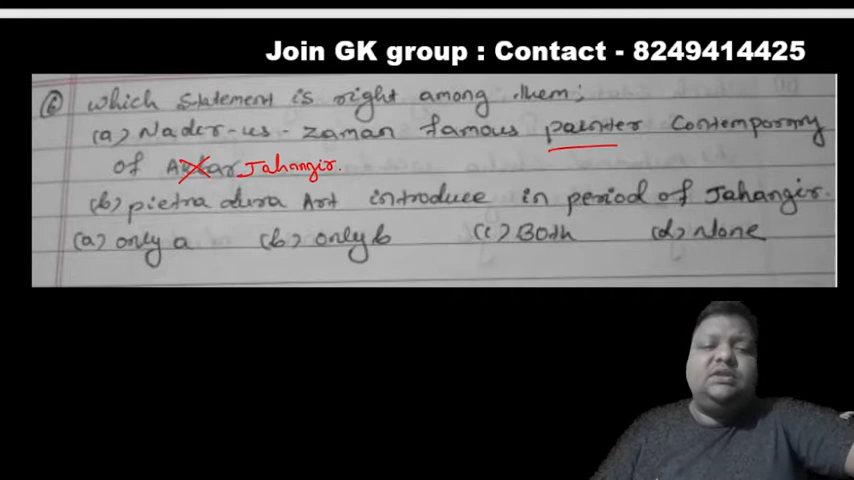 Join GK group : Contact - 8249414425
⑥ which statement is right among them;
(a) Nader-us-zaman famous painter Contemporary
of Akbar Jahangir.
(b) pietra dura Art introduce in period of Jahangir.
(a) only a (b) only b (c) Both (d) None